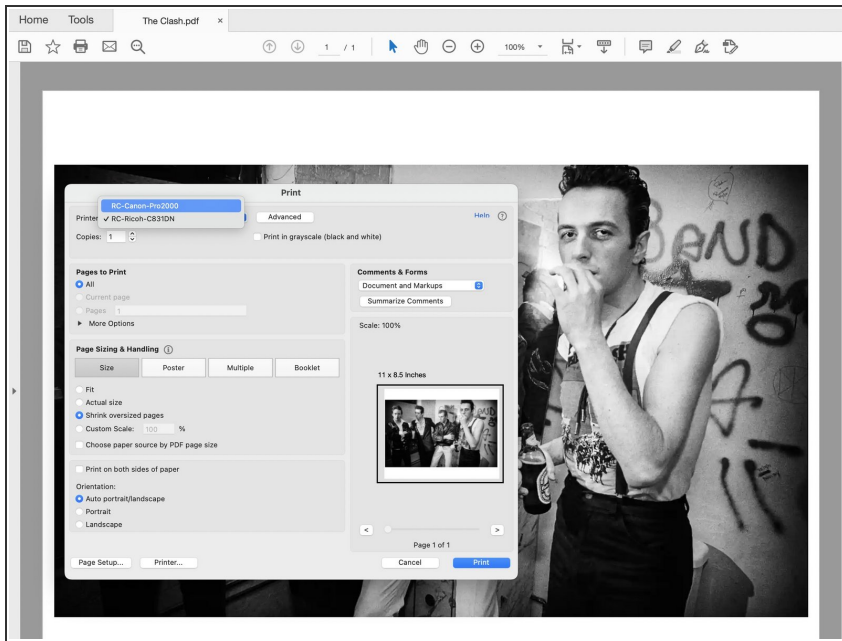 Home Tools The Clash.pdf ×
1 / 1 100%
Print
RC-Canon-Pro2000
Printer ✓ RC-Ricoh-C831DN Advanced Help ?
Copies: 1 Print in grayscale (black and white)
Pages to Print Comments & Forms
All Document and Markups
Current page Summarize Comments
Pages 1
More Options Scale: 100%
Page Sizing & Handling
Size Poster Multiple Booklet 11 x 8.5 Inches
Fit
Actual size
Shrink oversized pages
Custom Scale: 100 %
Choose paper source by PDF page size
Print on both sides of paper
Orientation:
Auto portrait/landscape
Portrait
Landscape
< >
Page 1 of 1
Page Setup... Printer... Cancel Print
BAND